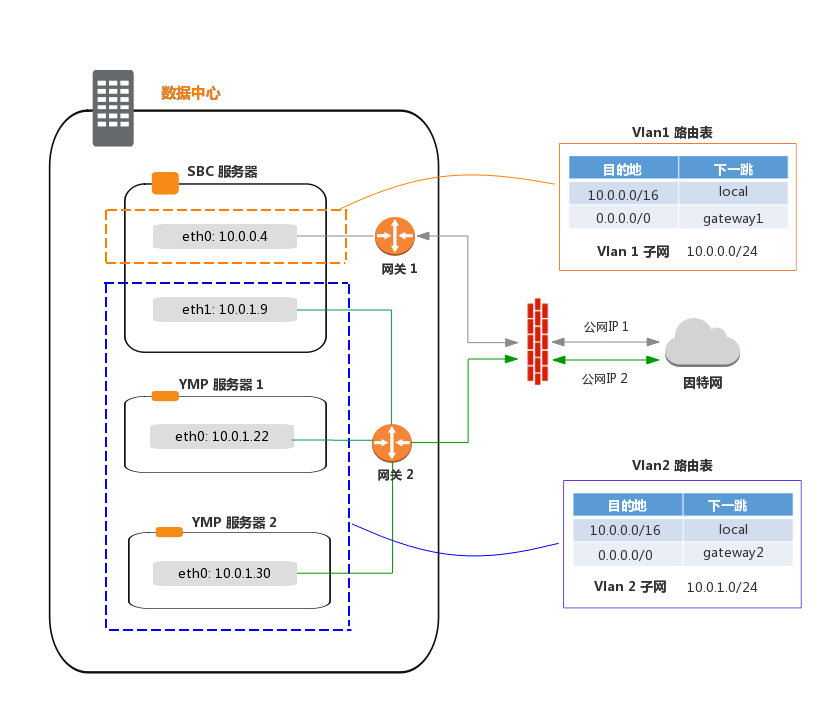 数据中心
SBC 服务器
eth0: 10.0.0.4
网关 1
eth1: 10.0.1.9
YMP 服务器 1
eth0: 10.0.1.22
网关 2
YMP 服务器 2
eth0: 10.0.1.30
公网IP 1
公网IP 2
因特网
Vlan1 路由表
目的地 下一跳
10.0.0.0/16 local
0.0.0.0/0 gateway1
Vlan 1 子网 10.0.0.0/24
Vlan2 路由表
目的地 下一跳
10.0.0.0/16 local
0.0.0.0/0 gateway2
Vlan 2 子网 10.0.1.0/24